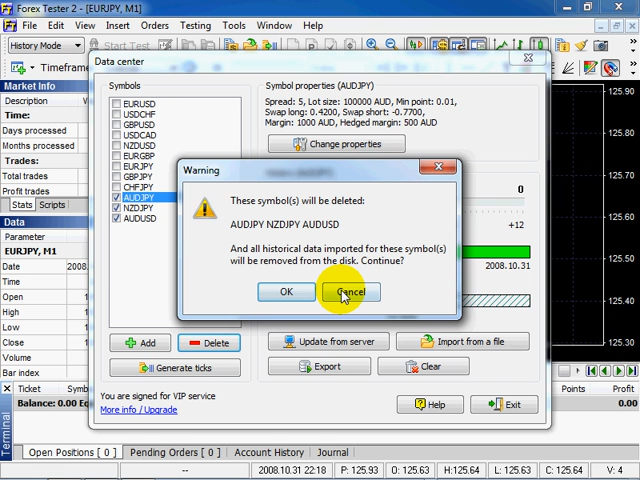 Forex Tester 2 - [EURJPY, M1]
File Edit View Insert Orders Testing Tools Window Help
History Mode Start Test
Timeframe
Market Info
Description
Time:
Days processed
Months processed
Trades:
Total trades
Profit trades
Stats Scripts
Data
Parameter
EURJPY, M1
Date 2008.
Time
Open
High
Low
Close
Volume
Bar index
Data center
Symbols
EURUSD
USDCHF
GBPUSD
USDCAD
NZDUSD
EURGBP
EURJPY
GBPJPY
CHFJPY
AUDJPY
NZDJPY
AUDUSD
Add Delete
Generate ticks
You are signed for VIP service
More info / Upgrade
Symbol properties (AUDJPY)
Spread: 5, Lot size: 100000 AUD, Min point: 0.01,
Swap long: 0.4200, Swap short: -0.7700,
Margin: 1000 AUD, Hedged margin: 500 AUD
Change properties
0
+12
2008.10.31
Update from server Import from a file
Export Clear
Help Exit
Warning
These symbol(s) will be deleted:
AUDJPY NZDJPY AUDUSD
And all historical data imported for these symbol(s)
will be removed from the disk. Continue?
OK Cancel
125.90
125.80
125.70
125.60
125.50
125.40
125.30
Ticket Points Profit
Balance: 0.00 0.00
Terminal
Open Positions [ 0 ] Pending Orders [ 0 ] Account History Journal
-- 2008.10.31 22:18 P: 125.93 O: 125.63 H:125.64 L: 125.63 C: 125.64 V: 4